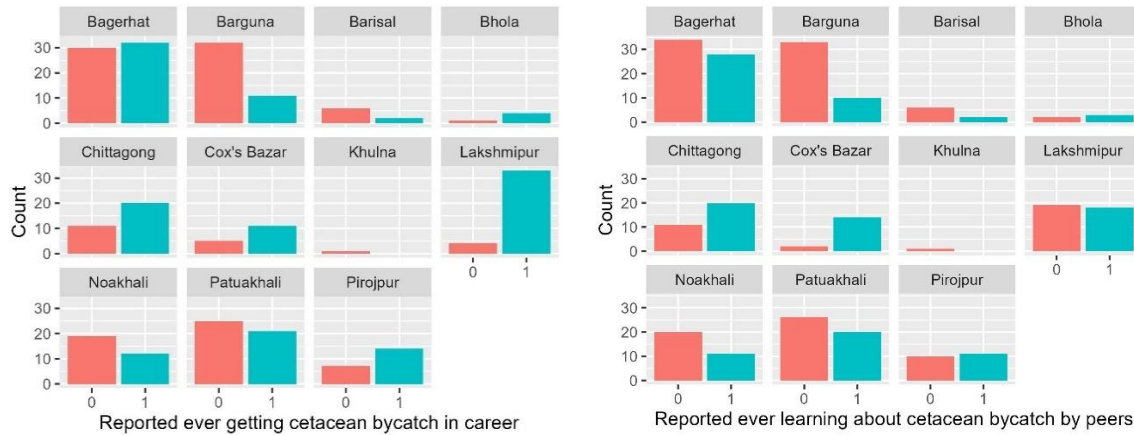 Bagerhat Barguna Barisal Bhola
30
20
10
0
Chittagong Cox's Bazar Khulna Lakshmipur
30
20
10
0
0 1
Noakhali Patuakhali Pirojpur
30
20
10
0
0 1 0 1 0 1
Count
Reported ever getting cetacean bycatch in career
Bagerhat Barguna Barisal Bhola
30
20
10
0
Chittagong Cox's Bazar Khulna Lakshmipur
30
20
10
0
0 1
Noakhali Patuakhali Pirojpur
30
20
10
0
0 1 0 1 0 1
Count
Reported ever learning about cetacean bycatch by peers